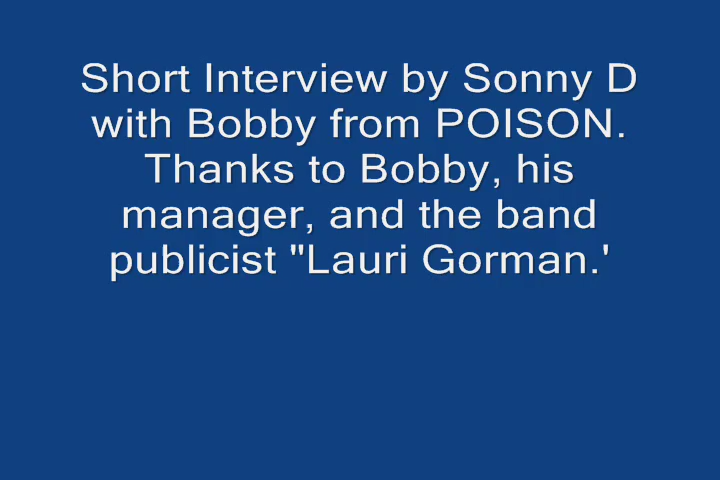 Short Interview by Sonny D
with Bobby from POISON.
Thanks to Bobby, his
manager, and the band
publicist "Lauri Gorman.'